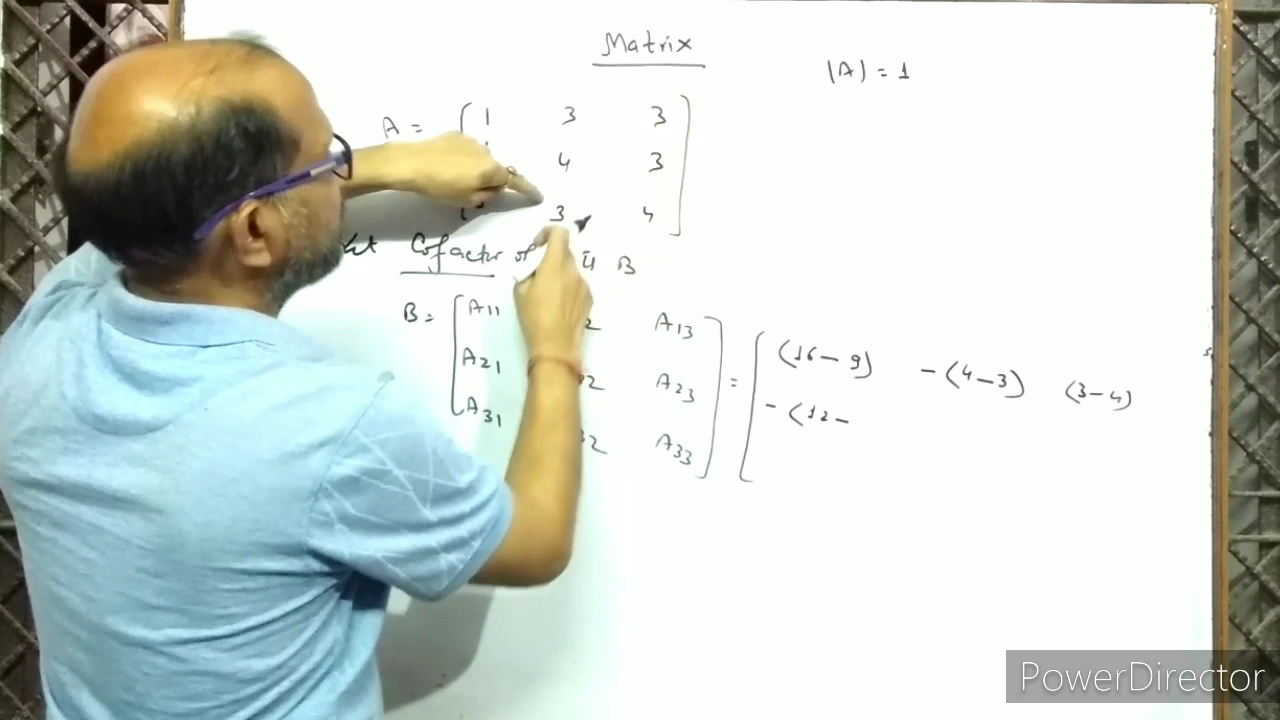 Matrix
|A| = 1
A = 1 3 3
4 3
3 4
Cofactor of B
B = [ A11 A13 ] = [ (16 – 9) – (4 – 3) (3 – 4)
A21 A23 – (12 –
A31 A33
PowerDirector